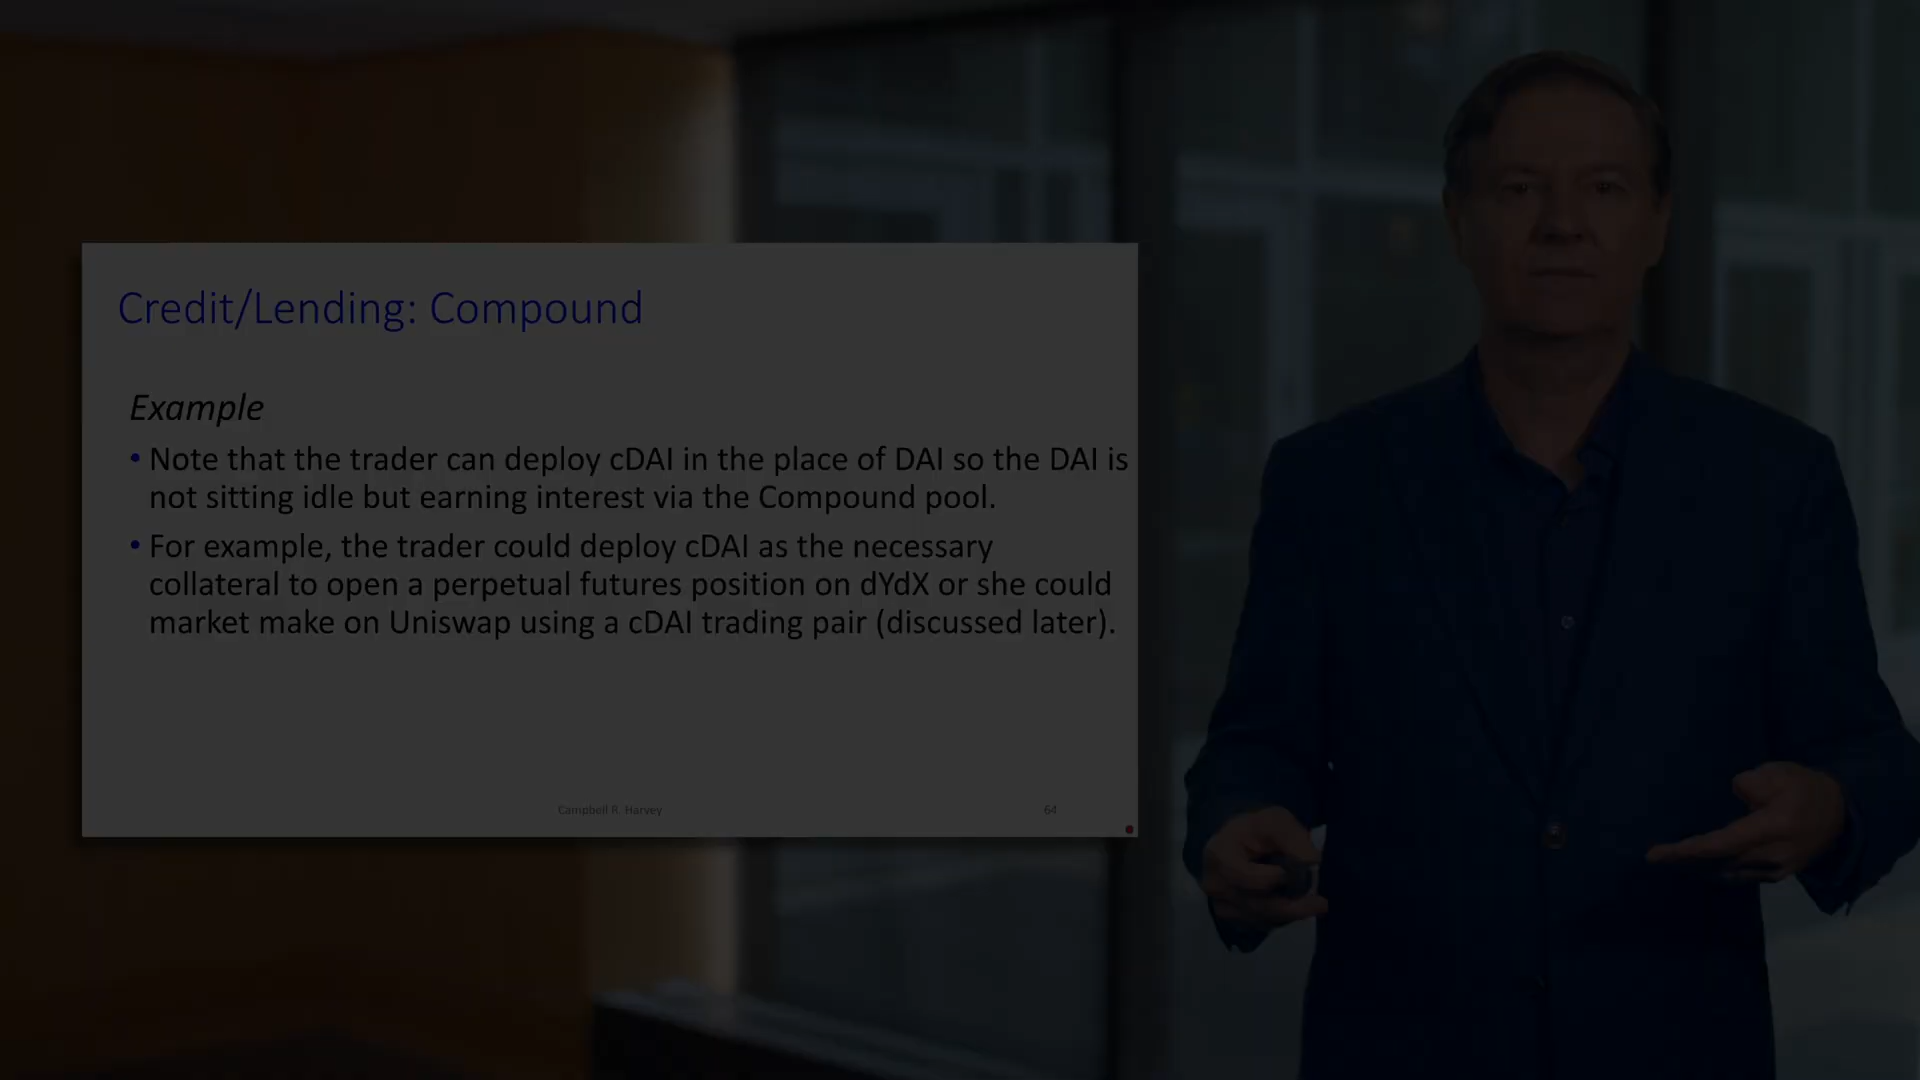 Credit/Lending: Compound
Example
• Note that the trader can deploy cDAI in the place of DAI so the DAI is
not sitting idle but earning interest via the Compound pool.
• For example, the trader could deploy cDAI as the necessary
collateral to open a perpetual futures position on dYdX or she could
market make on Uniswap using a cDAI trading pair (discussed later).
Campbell R. Harvey
64